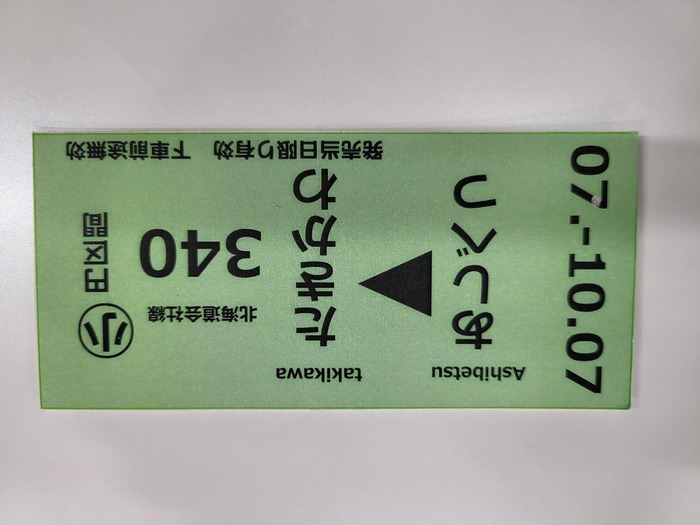 07.-10.07
Ashibetsu
あしべつ
▶
takikawa
たきかわ
北海道会社線
340
円区間
小
発売当日限り有効 下車前途無効